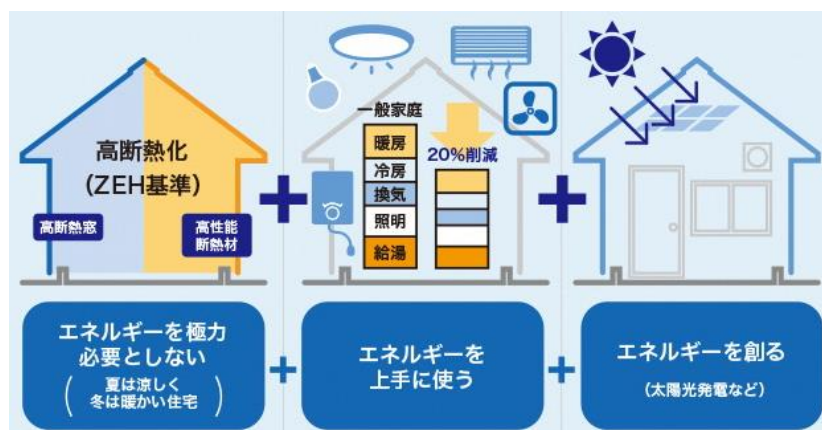 高断熱化
(ZEH基準)
高断熱窓
高性能
断熱材
一般家庭
暖房
冷房
換気
照明
給湯
20%削減
エネルギーを極力
必要としない
(夏は涼しく
冬は暖かい住宅)
エネルギーを
上手に使う
エネルギーを創る
(太陽光発電など)